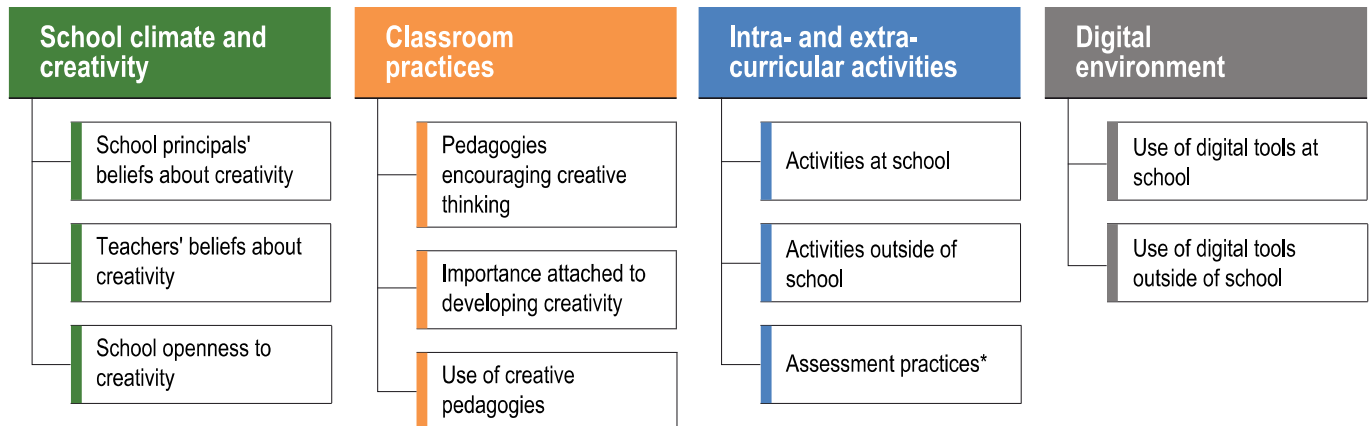 School climate and
creativity
School principals'
beliefs about creativity
Teachers' beliefs about
creativity
School openness to
creativity
Classroom
practices
Pedagogies
encouraging creative
thinking
Importance attached to
developing creativity
Use of creative
pedagogies
Intra- and extra-
curricular activities
Activities at school
Activities outside of
school
Assessment practices*
Digital
environment
Use of digital tools at
school
Use of digital tools
outside of school